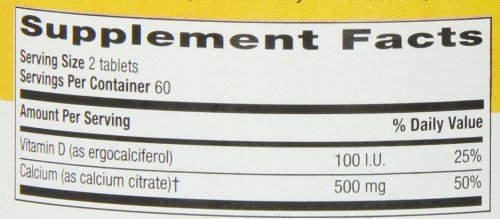 Supplement Facts
Serving Size 2 tablets
Servings Per Container 60
Amount Per Serving % Daily Value
Vitamin D (as ergocalciferol) 100 I.U. 25%
Calcium (as calcium citrate)† 500 mg 50%